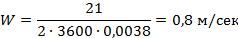 W = 21 / (2 · 3600 · 0,0038) = 0,8 м/сек